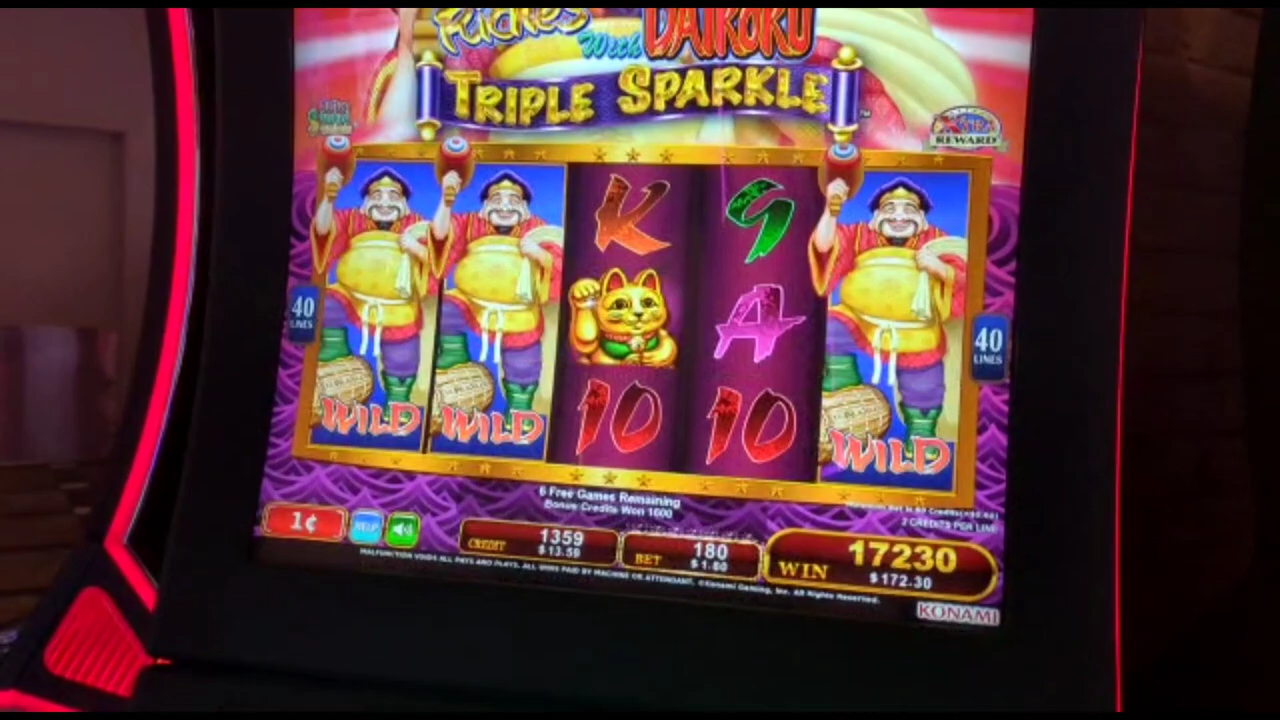 With DAIKOKU
TRIPLE SPARKLE
XTRA
REWARD
K
9
A
10
10
WILD
WILD
WILD
40
LINES
40
LINES
6 Free Games Remaining
Bonus Credits Won 1600
2 CREDITS PER LINE
1¢
HELP
CREDIT 1359
$13.59
BET 180
$1.80
WIN 17230
$172.30
MALFUNCTION VOIDS ALL PAYS AND PLAYS. ALL WINS PAID BY MACHINE OR ATTENDANT. ©Konami Gaming, Inc. All Rights Reserved.
KONAMI